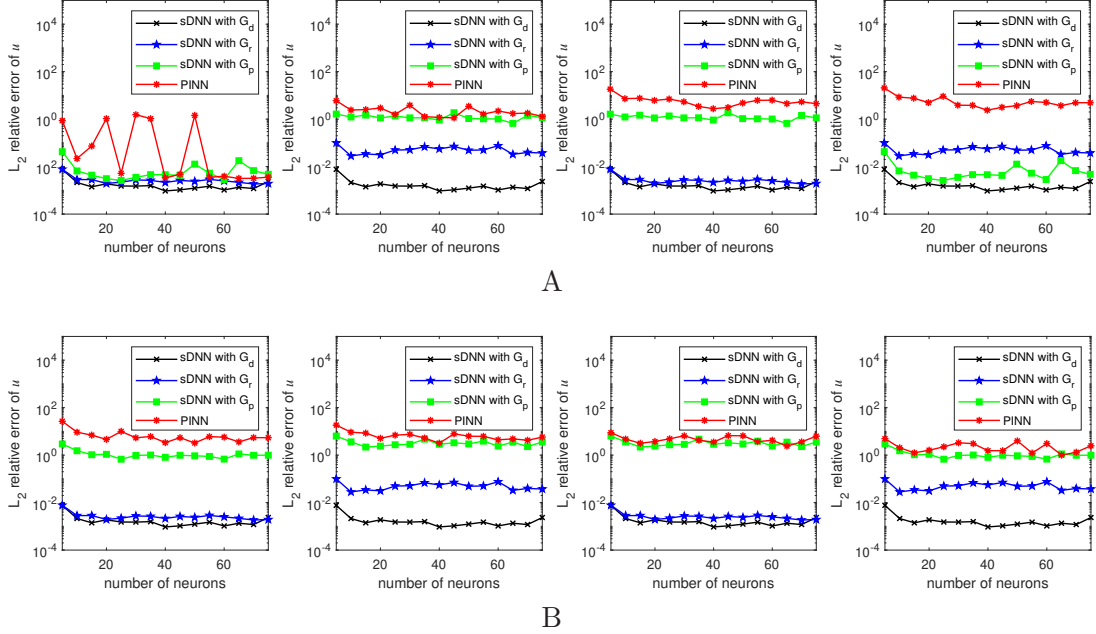 L2 relative error of u
10^4
10^2
10^0
10^-2
10^-4
20 40 60
number of neurons
sDNN with Gd
sDNN with Gr
sDNN with Gp
PINN
L2 relative error of u
10^4
10^2
10^0
10^-2
10^-4
20 40 60
number of neurons
sDNN with Gd
sDNN with Gr
sDNN with Gp
PINN
L2 relative error of u
10^4
10^2
10^0
10^-2
10^-4
20 40 60
number of neurons
sDNN with Gd
sDNN with Gr
sDNN with Gp
PINN
L2 relative error of u
10^4
10^2
10^0
10^-2
10^-4
20 40 60
number of neurons
sDNN with Gd
sDNN with Gr
sDNN with Gp
PINN
A
L2 relative error of u
10^4
10^2
10^0
10^-2
10^-4
20 40 60
number of neurons
sDNN with Gd
sDNN with Gr
sDNN with Gp
PINN
L2 relative error of u
10^4
10^2
10^0
10^-2
10^-4
20 40 60
number of neurons
sDNN with Gd
sDNN with Gr
sDNN with Gp
PINN
L2 relative error of u
10^4
10^2
10^0
10^-2
10^-4
20 40 60
number of neurons
sDNN with Gd
sDNN with Gr
sDNN with Gp
PINN
L2 relative error of u
10^4
10^2
10^0
10^-2
10^-4
20 40 60
number of neurons
sDNN with Gd
sDNN with Gr
sDNN with Gp
PINN
B